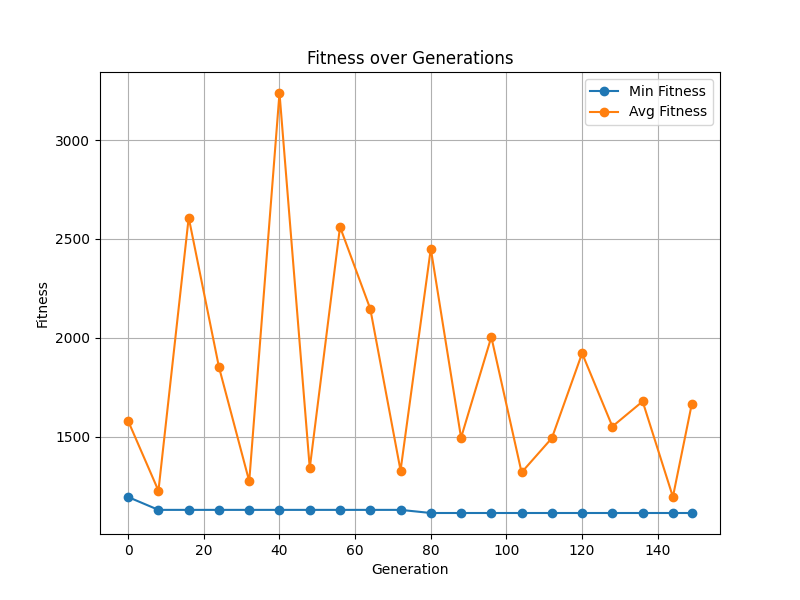 Fitness over Generations
Min Fitness
Avg Fitness
3000
2500
2000
1500
Fitness
0 20 40 60 80 100 120 140
Generation